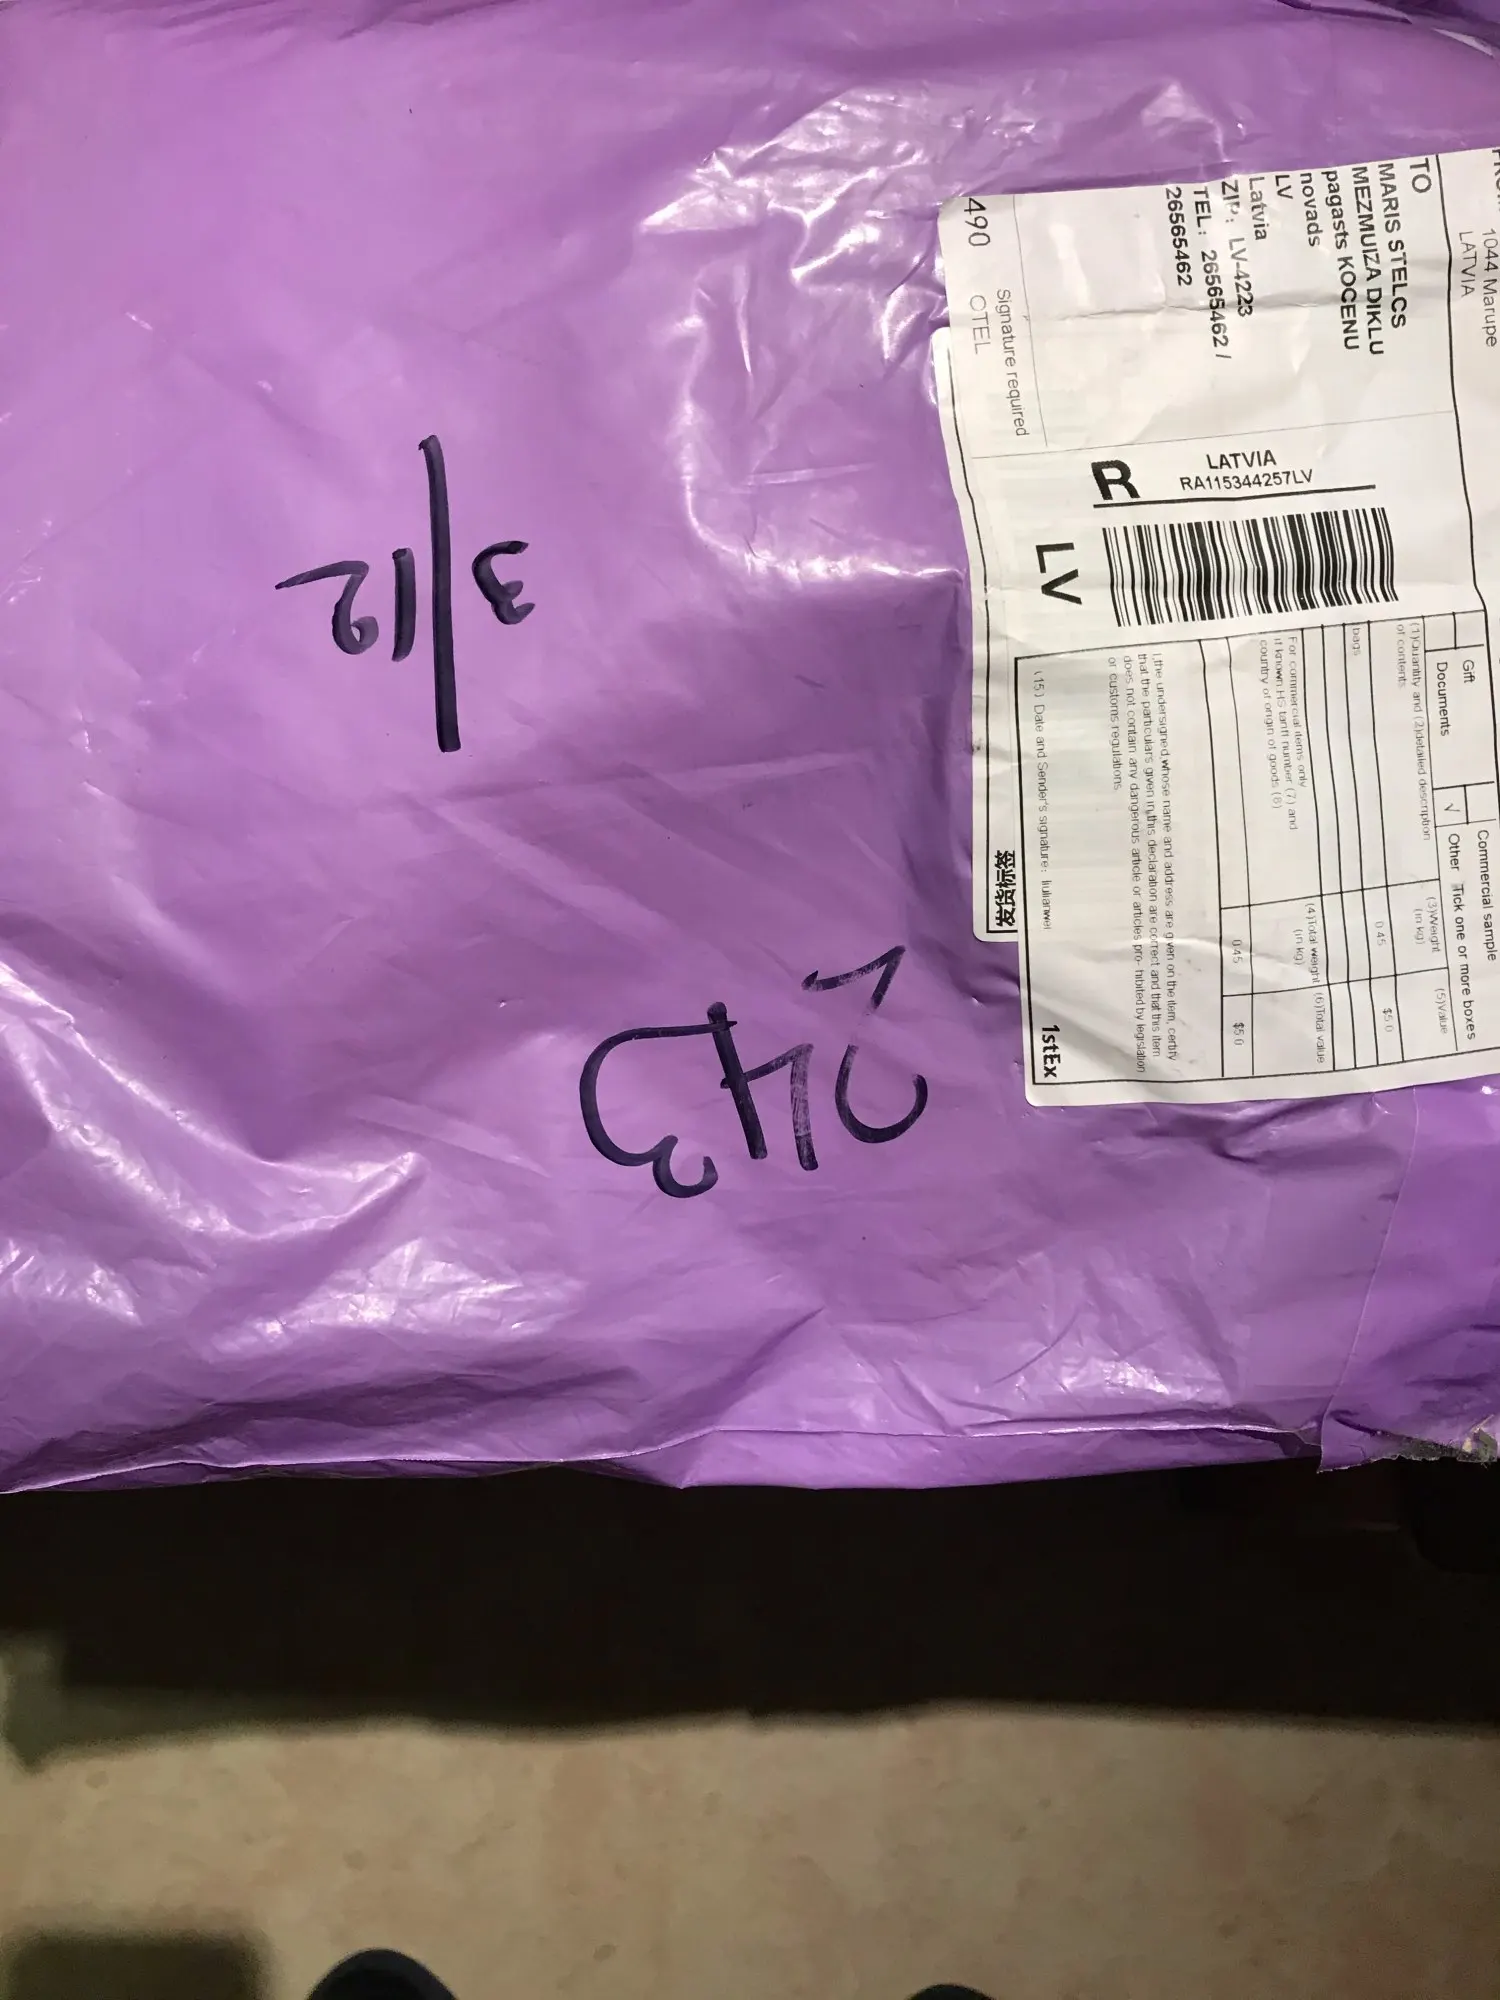 1044 Marupe
LATVIA
TO
MARIS STELCS
MEZMUIZA DIKLU
pagasts KOCENU
novads
LV
Latvia
ZIP: LV-4223
TEL: 26565462 /
26565462
Signature required
490 CTEL
LATVIA
RA115344257LV
R
LV
Gift
Commercial sample
Documents
√ Other Tick one or more boxes
(1)Quantity and (2)detailed description
of contents
(3)Weight
(in kg)
(5)Value
bags
0.45
$5.0
For commercial items only
if known HS tariff number (7) and
country of origin of goods (8)
(4)Total weight
(in kg)
(6)Total value
0.45
$5.0
I,the undersigned,whose name and address are given on the item, certify
that the particulars given in this declaration are correct and that this item
does not contain any dangerous article or articles pro- hibited by legislation
or customs regulations
(15) Date and Sender's signature: liulianwei
1stEx
发货标签
3
12